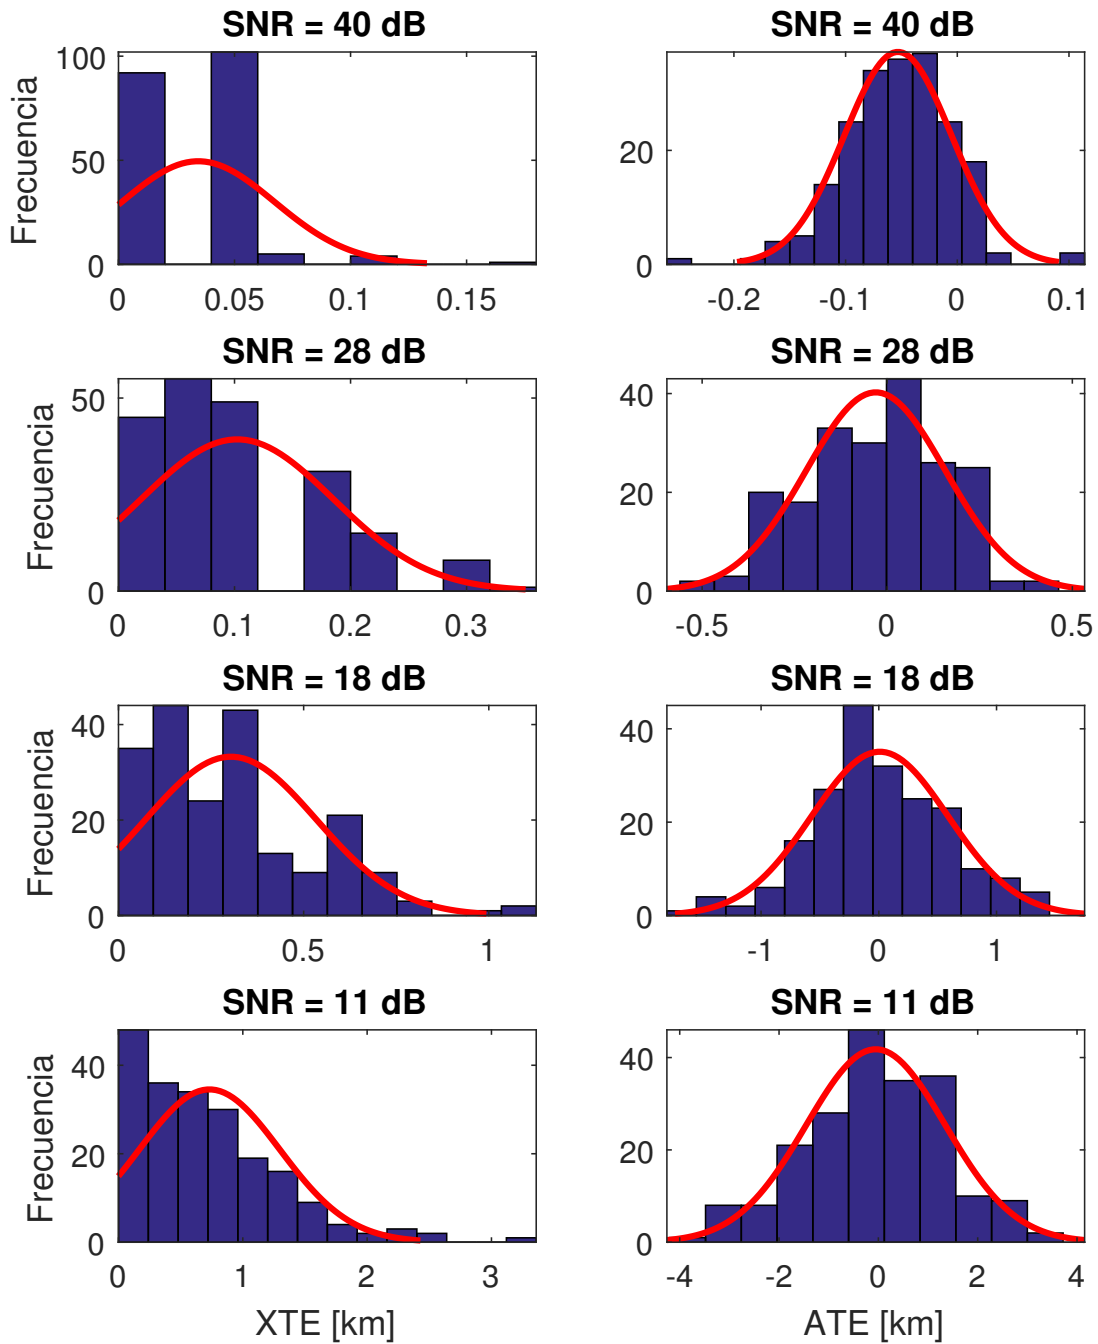 SNR = 40 dB
SNR = 40 dB
Frecuencia
100
50
0
0 0.05 0.1 0.15
20
0
-0.2 -0.1 0 0.1
SNR = 28 dB
SNR = 28 dB
Frecuencia
50
0
0 0.1 0.2 0.3
40
20
0
-0.5 0 0.5
SNR = 18 dB
SNR = 18 dB
Frecuencia
40
20
0
0 0.5 1
40
20
0
-1 0 1
SNR = 11 dB
SNR = 11 dB
Frecuencia
40
20
0
0 1 2 3
XTE [km]
40
20
0
-4 -2 0 2 4
ATE [km]